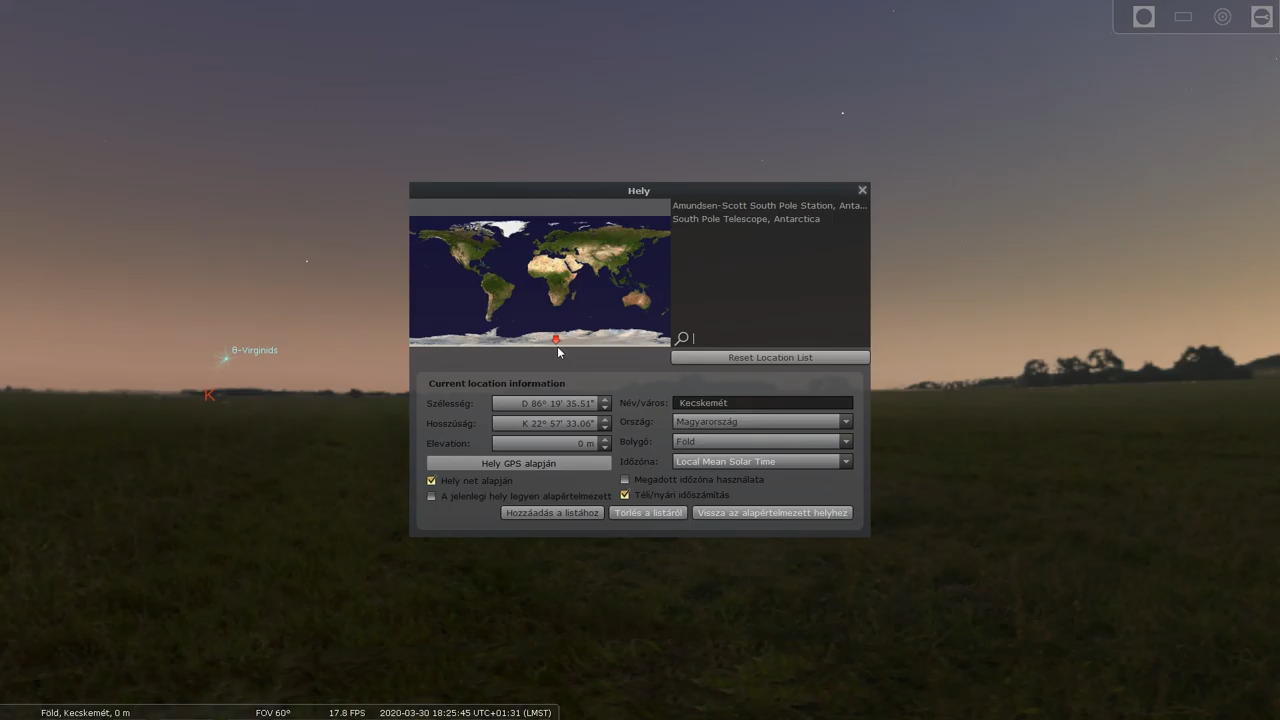 Hely
Amundsen-Scott South Pole Station, Anta...
South Pole Telescope, Antarctica
Reset Location List
θ-Virginids
K
Current location information
Szélesség: D 86° 19' 35.51"
Név/város: Kecskemét
Hosszúság: K 22° 57' 33.06"
Ország: Magyarország
Elevation: 0 m
Bolygó: Föld
Hely GPS alapján
Időzóna: Local Mean Solar Time
Hely net alapján
Megadott időzóna használata
A jelenlegi hely legyen alapértelmezett
Téli/nyári időszámítás
Hozzáadás a listához
Törlés a listáról
Vissza az alapértelmezett helyhez
Föld, Kecskemét, 0 m FOV 60° 17.8 FPS 2020-03-30 18:25:45 UTC+01:31 (LMST)